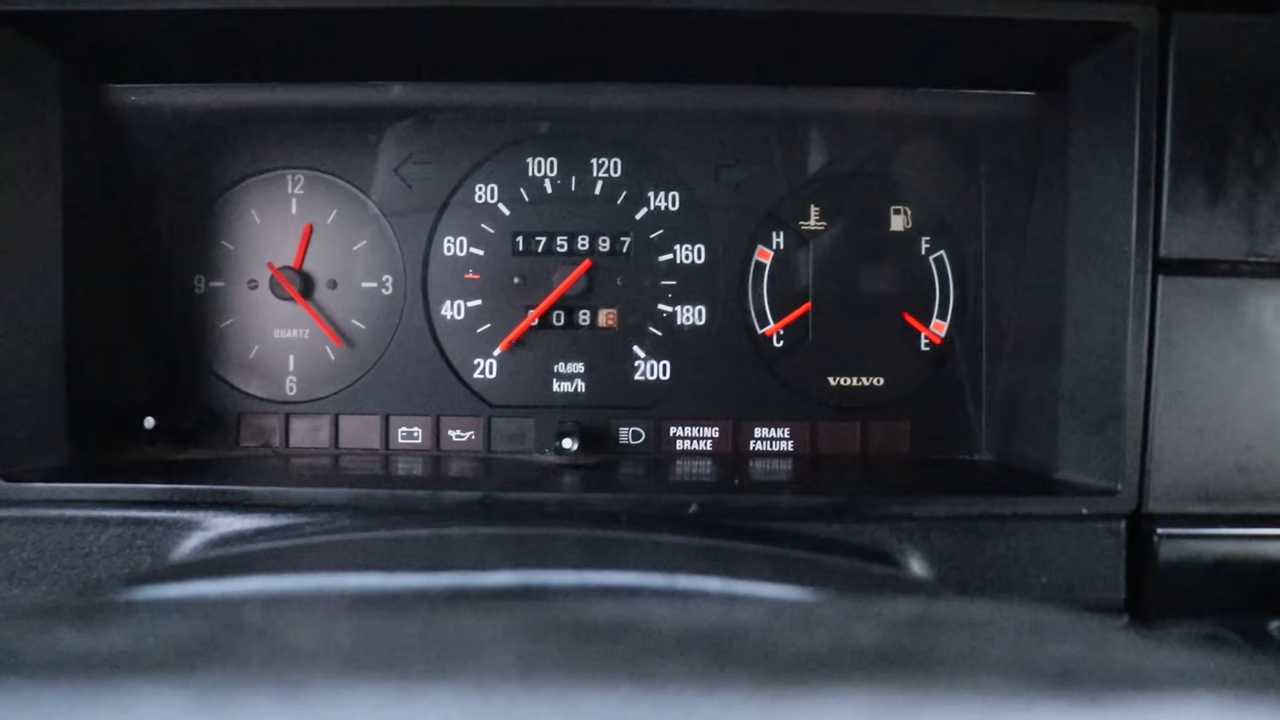 12
9
3
QUARTZ
6
100 120
80 140
175897
60 160
40 180
088
20 200
r0,605
km/h
H F
C E
VOLVO
PARKING
BRAKE
BRAKE
FAILURE